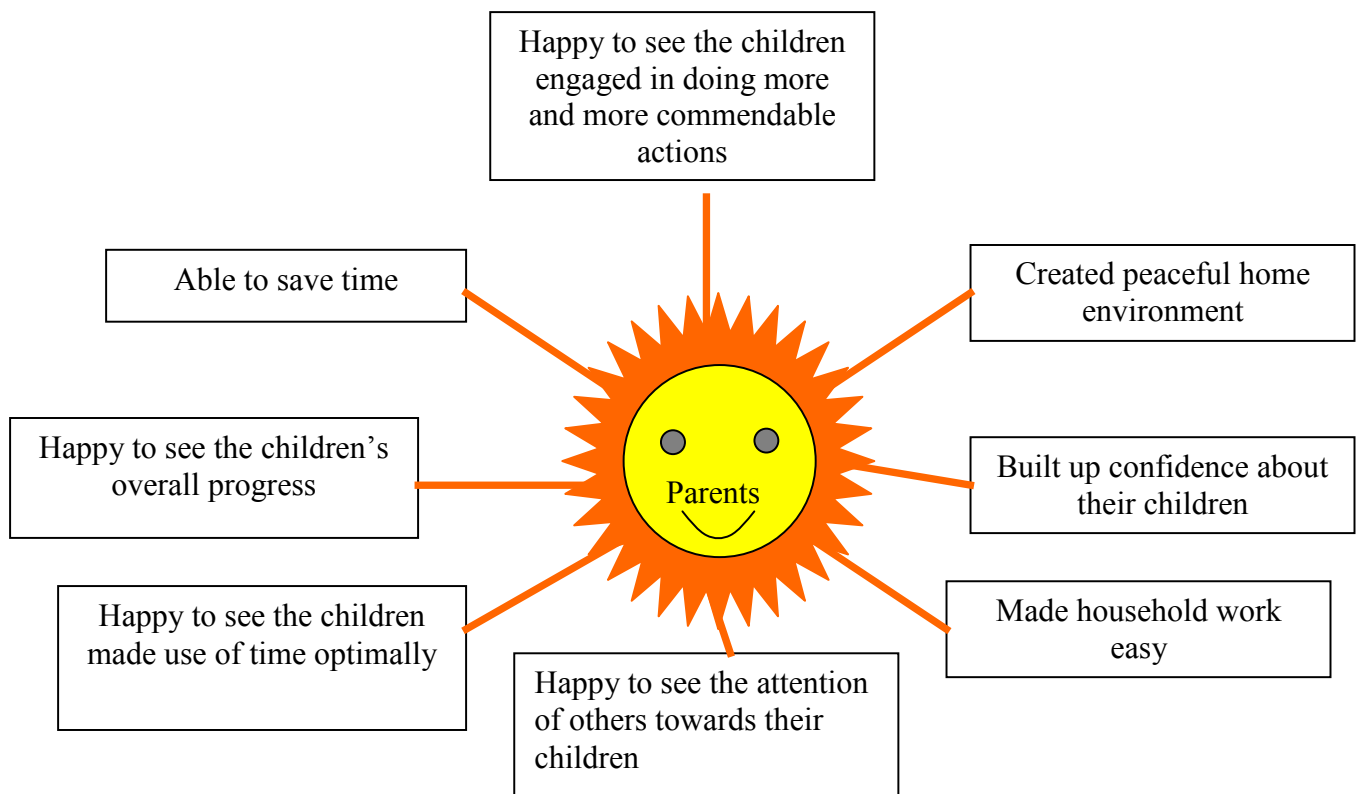 Happy to see the children
engaged in doing more
and more commendable
actions
Able to save time
Created peaceful home
environment
Happy to see the children’s
overall progress
Parents
Built up confidence about
their children
Happy to see the children
made use of time optimally
Made household work
easy
Happy to see the attention
of others towards their
children